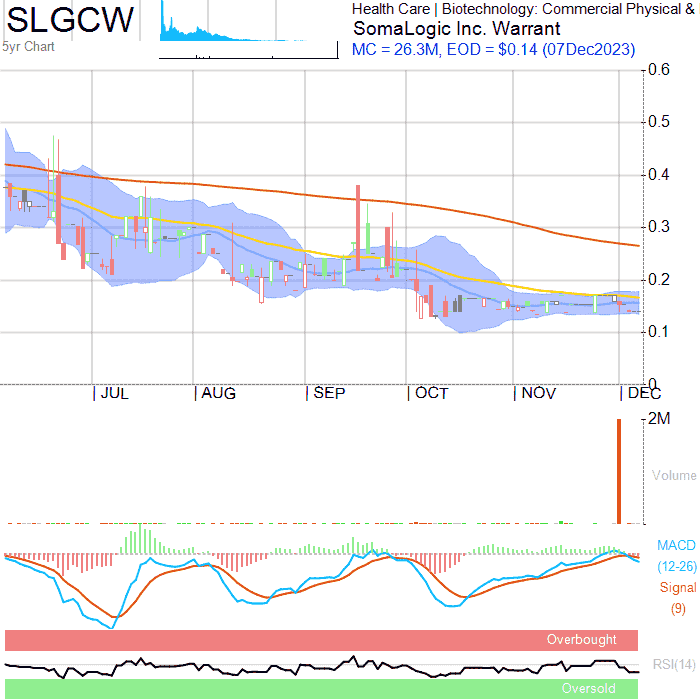 SLGCW
5yr Chart
Health Care | Biotechnology: Commercial Physical &
SomaLogic Inc. Warrant
MC = 26.3M, EOD = $0.14 (07Dec2023)
0.6
0.5
0.4
0.3
0.2
0.1
0
JUL AUG SEP OCT NOV DEC
2M
Volume
MACD
(12-26)
Signal
(9)
Overbought
RSI(14)
Oversold